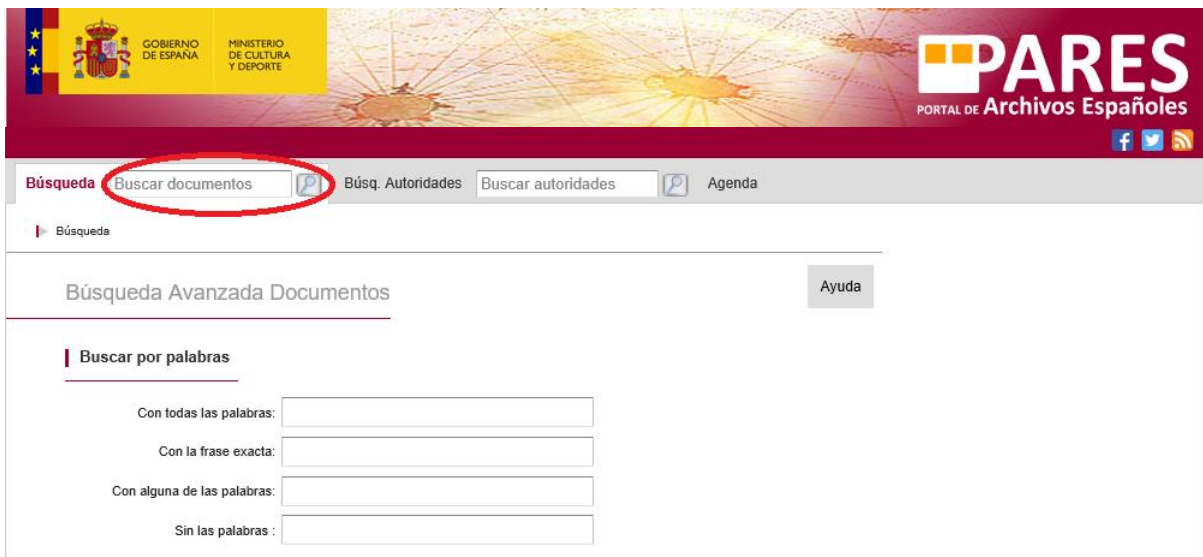 GOBIERNO
DE ESPAÑA
MINISTERIO
DE CULTURA
Y DEPORTE
PARES
PORTAL DE Archivos Españoles
Búsqueda Buscar documentos Búsq. Autoridades Buscar autoridades Agenda
Búsqueda
Búsqueda Avanzada Documentos
Ayuda
Buscar por palabras
Con todas las palabras:
Con la frase exacta:
Con alguna de las palabras:
Sin las palabras :